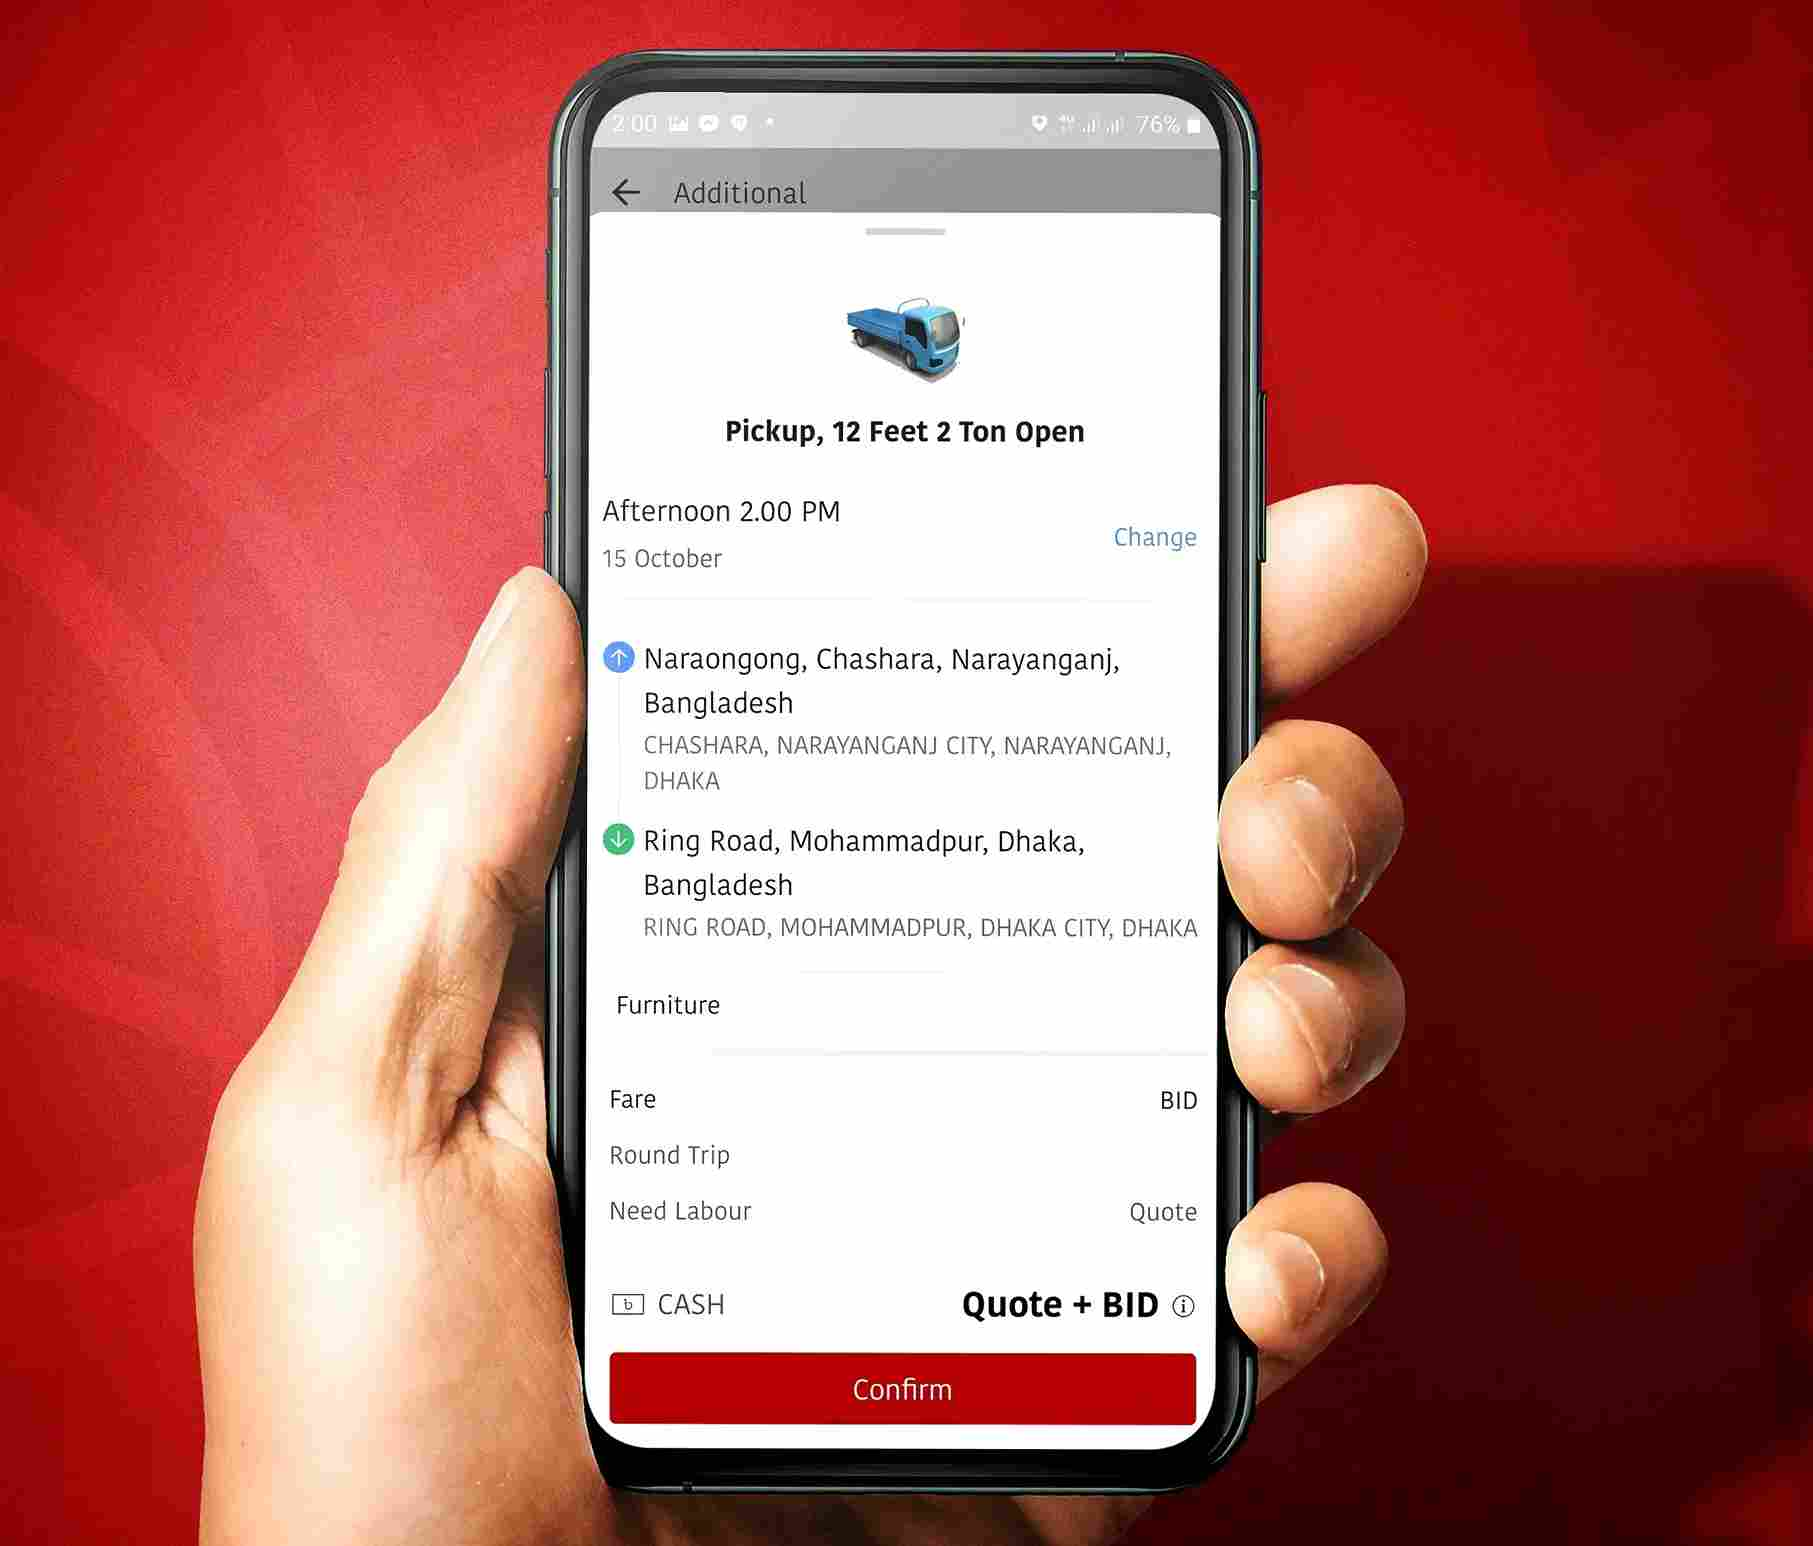 2:00 76%
Additional
Pickup, 12 Feet 2 Ton Open
Afternoon 2.00 PM
Change
15 October
Naraongong, Chashara, Narayanganj,
Bangladesh
CHASHARA, NARAYANGANJ CITY, NARAYANGANJ,
DHAKA
Ring Road, Mohammadpur, Dhaka,
Bangladesh
RING ROAD, MOHAMMADPUR, DHAKA CITY, DHAKA
Furniture
Fare BID
Round Trip
Need Labour Quote
৳ CASH Quote + BID
Confirm